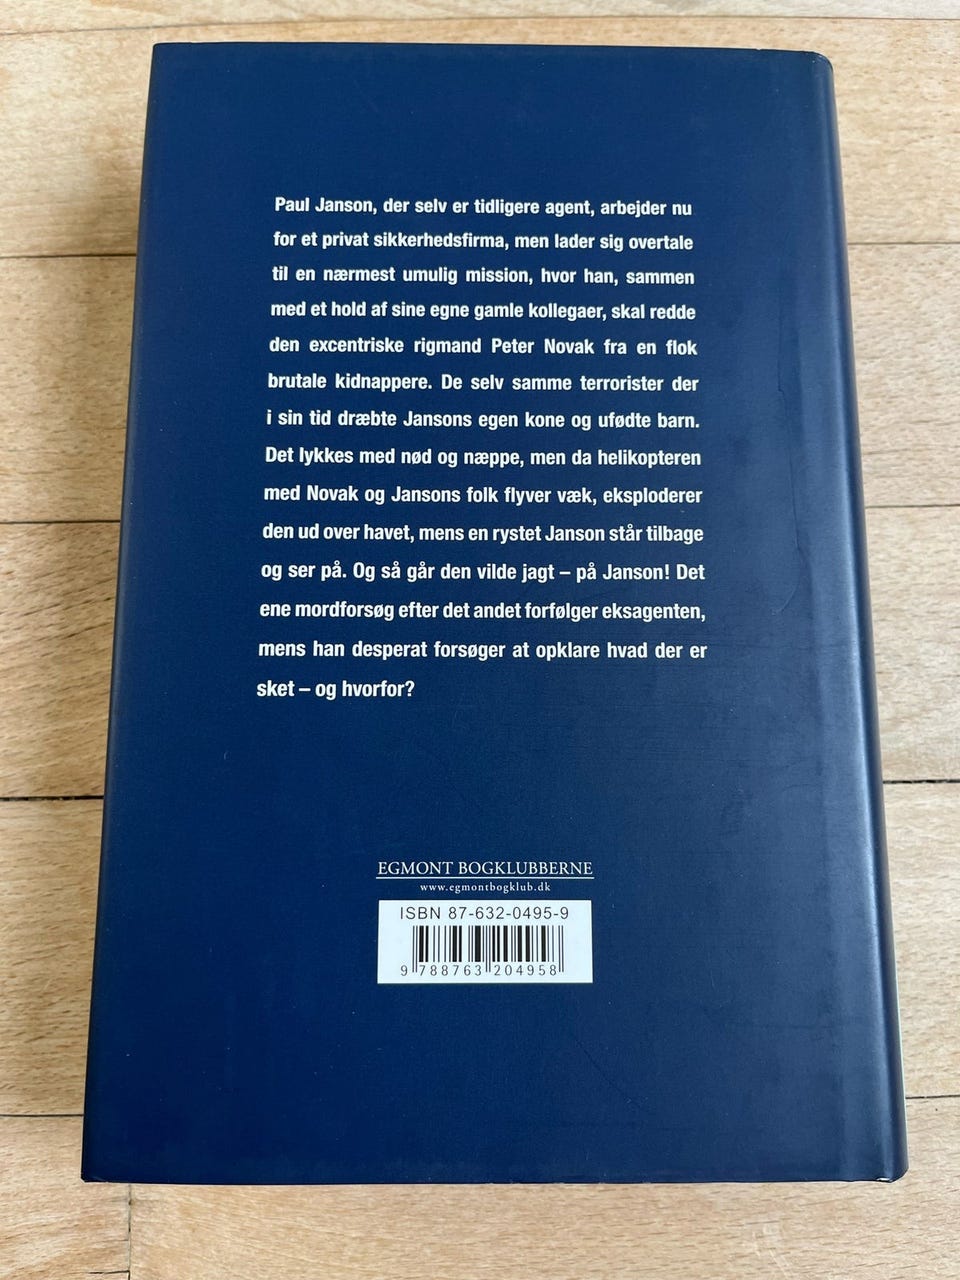 Paul Janson, der selv er tidligere agent, arbejder nu
for et privat sikkerhedsfirma, men lader sig overtale
til en nærmest umulig mission, hvor han, sammen
med et hold af sine egne gamle kollegaer, skal redde
den excentriske rigmand Peter Novak fra en flok
brutale kidnappere. De selv samme terrorister der
i sin tid dræbte Jansons egen kone og ufødte barn.
Det lykkes med nød og næppe, men da helikopteren
med Novak og Jansons folk flyver væk, eksploderer
den ud over havet, mens en rystet Janson står tilbage
og ser på. Og så går den vilde jagt – på Janson! Det
ene mordforsøg efter det andet forfølger eksagenten,
mens han desperat forsøger at opklare hvad der er
sket – og hvorfor?
EGMONT BOGKLUBBERNE
www.egmontbogklub.dk
ISBN 87-632-0495-9
9 788763 204958